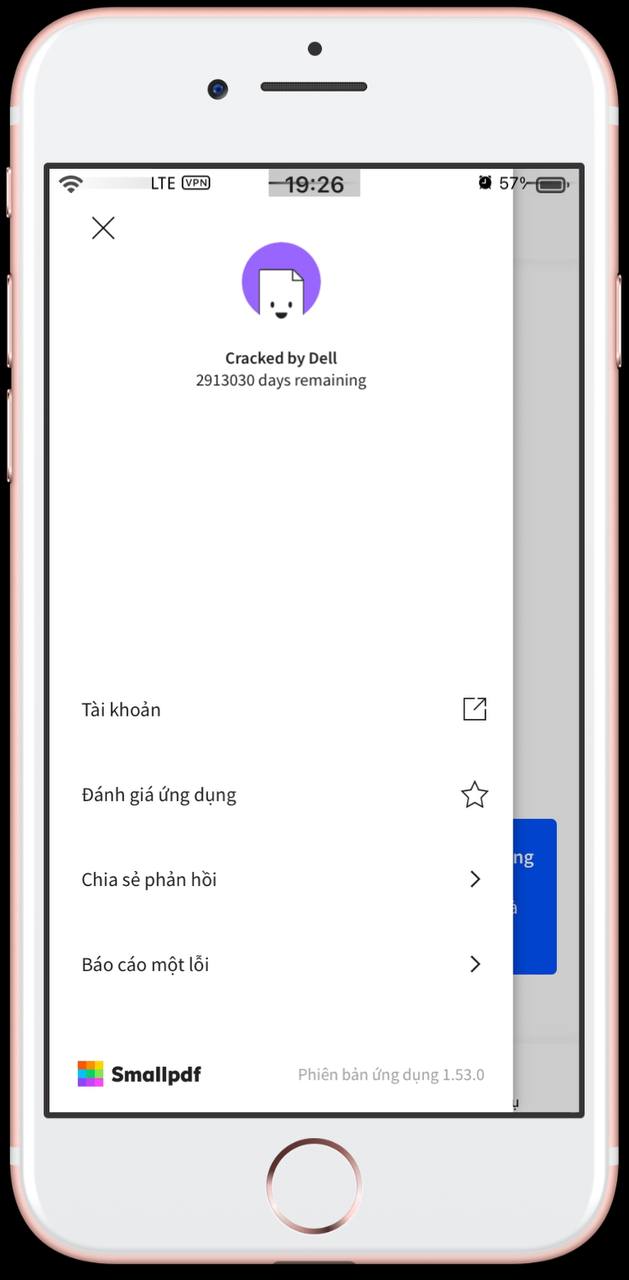 LTE VPN 19:26 57%
Cracked by Dell
2913030 days remaining
Tài khoản
Đánh giá ứng dụng
ng
Chia sẻ phản hồi
Báo cáo một lỗi
Smallpdf Phiên bản ứng dụng 1.53.0